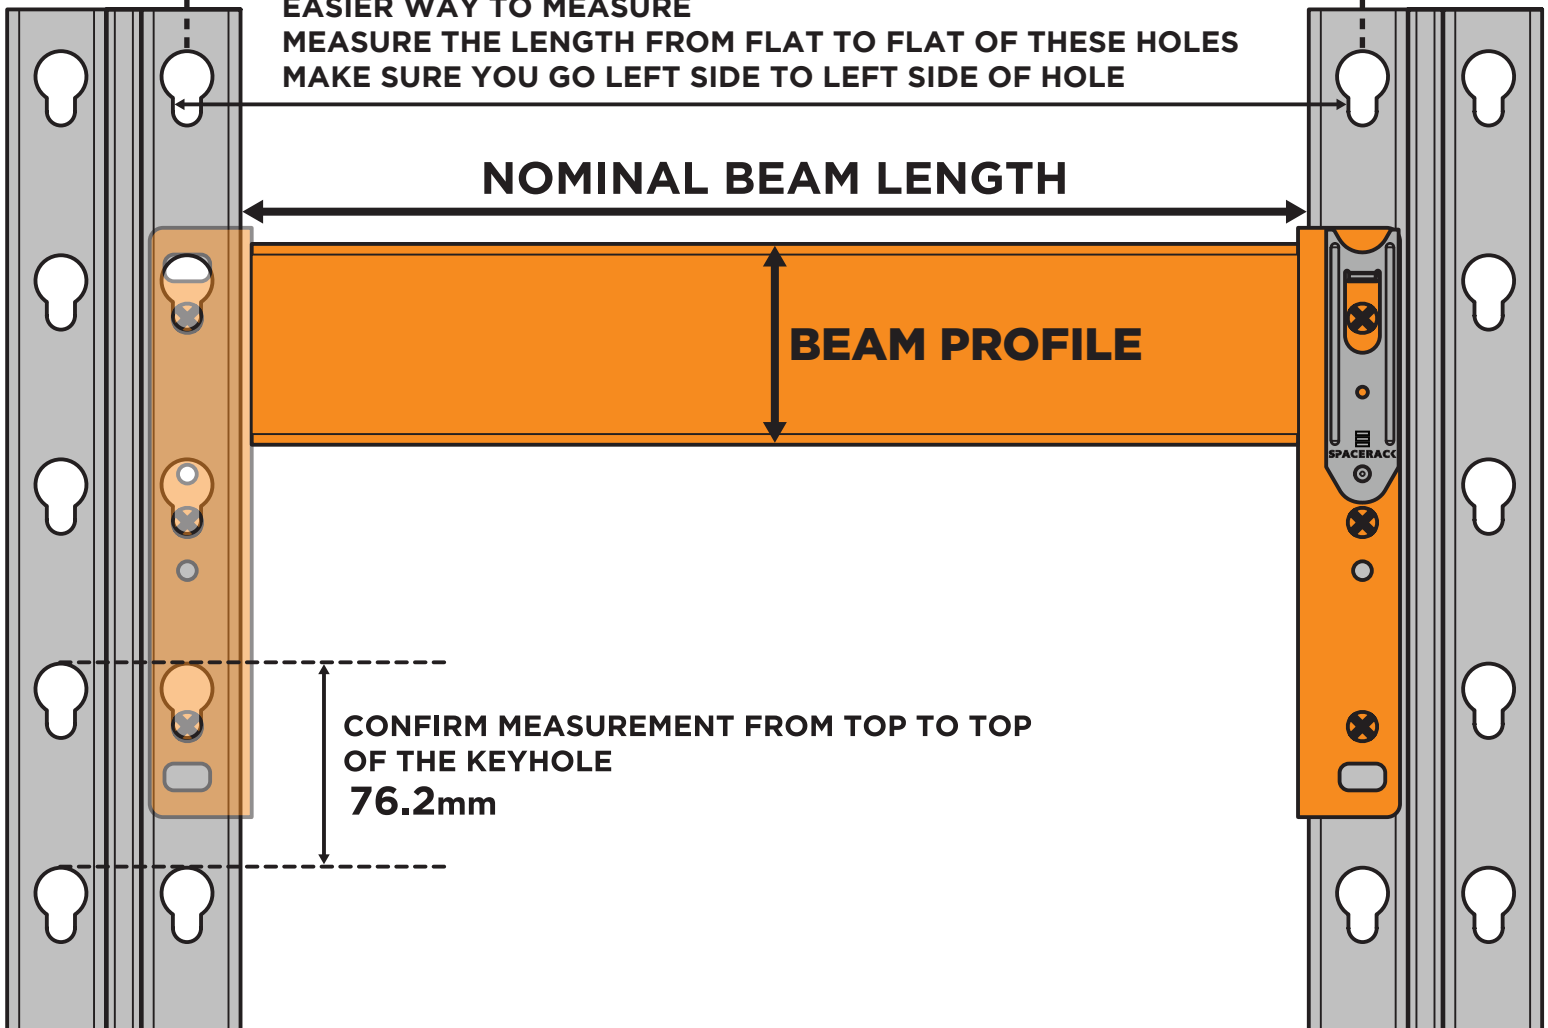 EASIER WAY TO MEASURE
MEASURE THE LENGTH FROM FLAT TO FLAT OF THESE HOLES
MAKE SURE YOU GO LEFT SIDE TO LEFT SIDE OF HOLE
NOMINAL BEAM LENGTH
BEAM PROFILE
SPACERACK
CONFIRM MEASUREMENT FROM TOP TO TOP
OF THE KEYHOLE
76.2mm